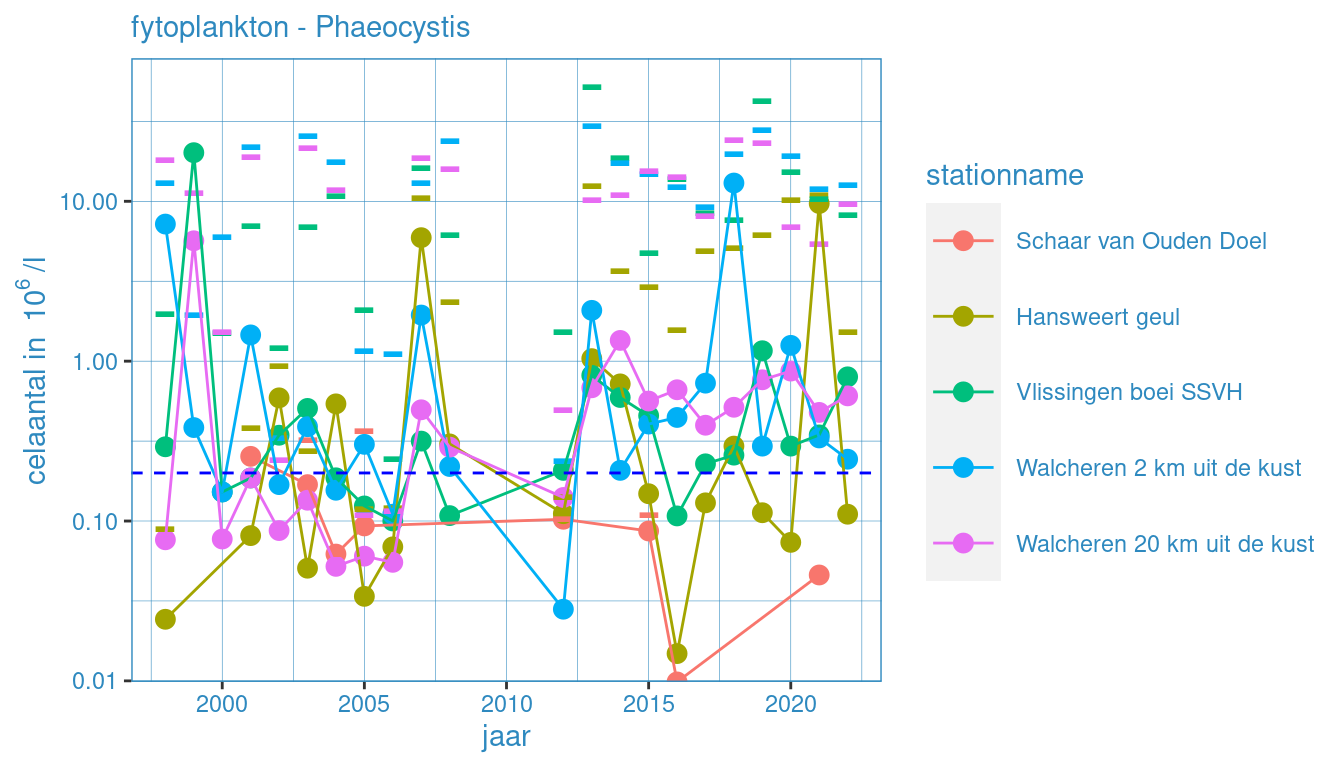 fytoplankton - Phaeocystis
celaantal in 10⁶/l
10.00
1.00
0.10
0.01
2000 2005 2010 2015 2020
jaar
stationname
Schaar van Ouden Doel
Hansweert geul
Vlissingen boei SSVH
Walcheren 2 km uit de kust
Walcheren 20 km uit de kust